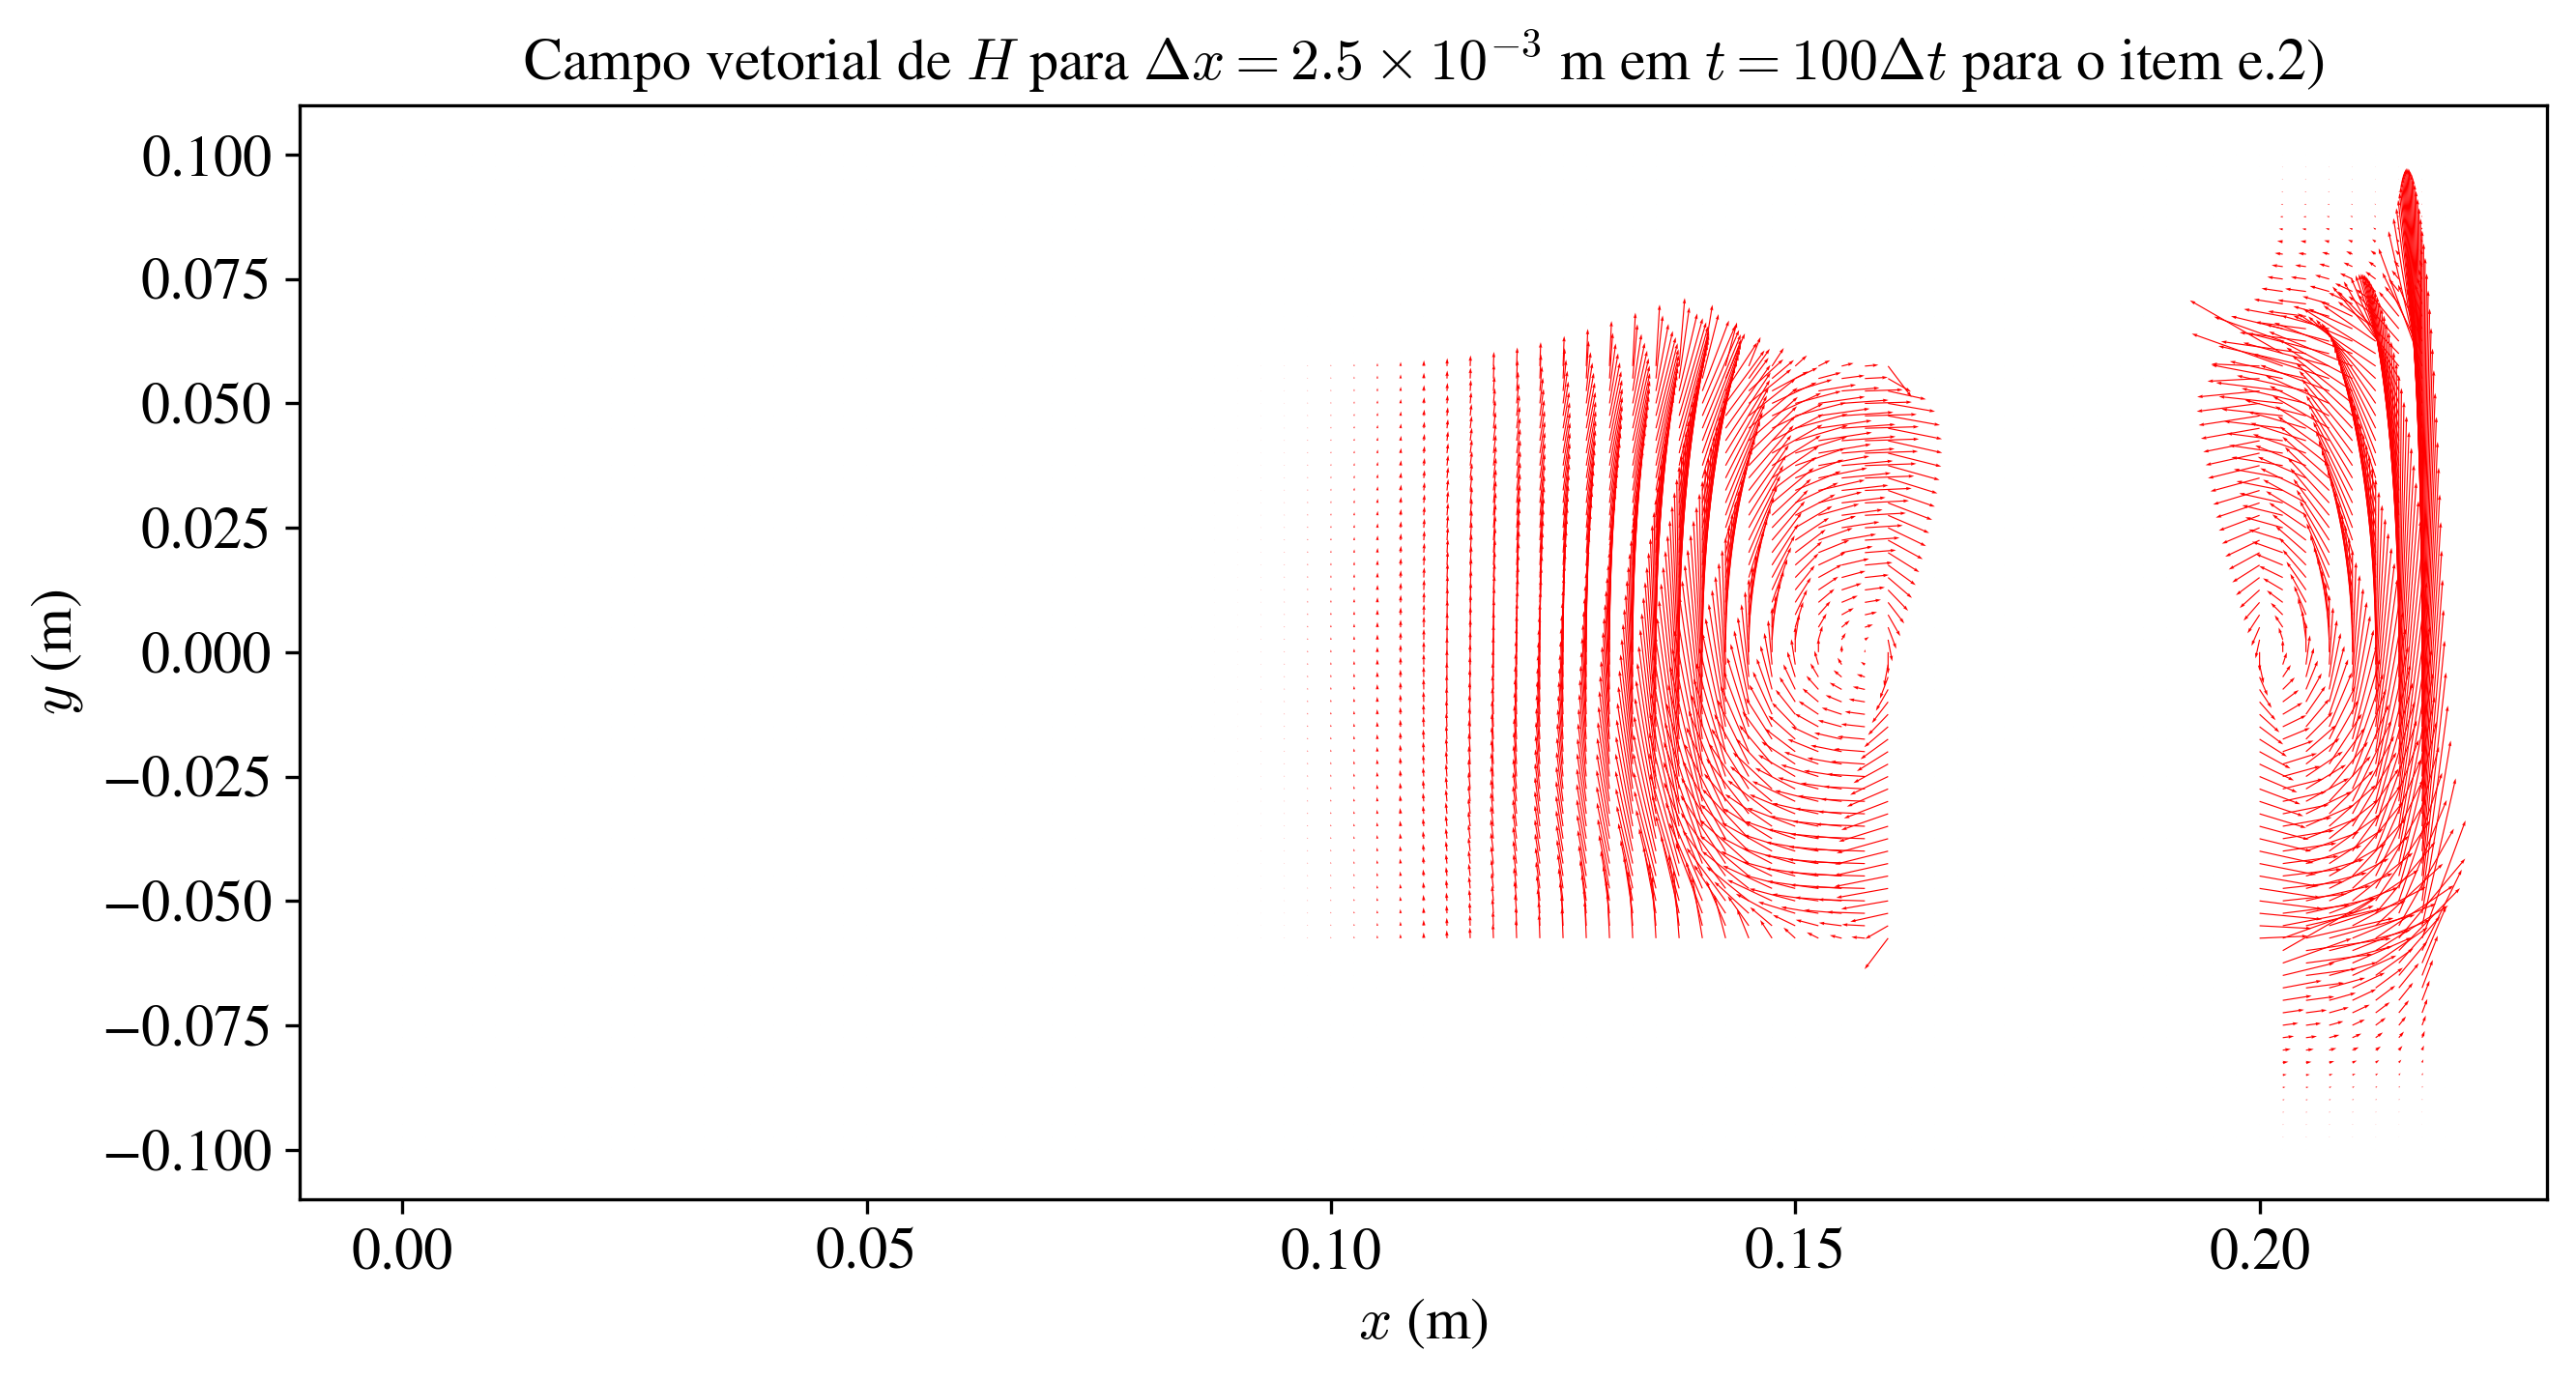 Campo vetorial de H para Δx = 2.5 × 10⁻³ m em t = 100Δt para o item e.2)
0.100
0.075
0.050
0.025
0.000
−0.025
−0.050
−0.075
−0.100
y (m)
0.00 0.05 0.10 0.15 0.20
x (m)